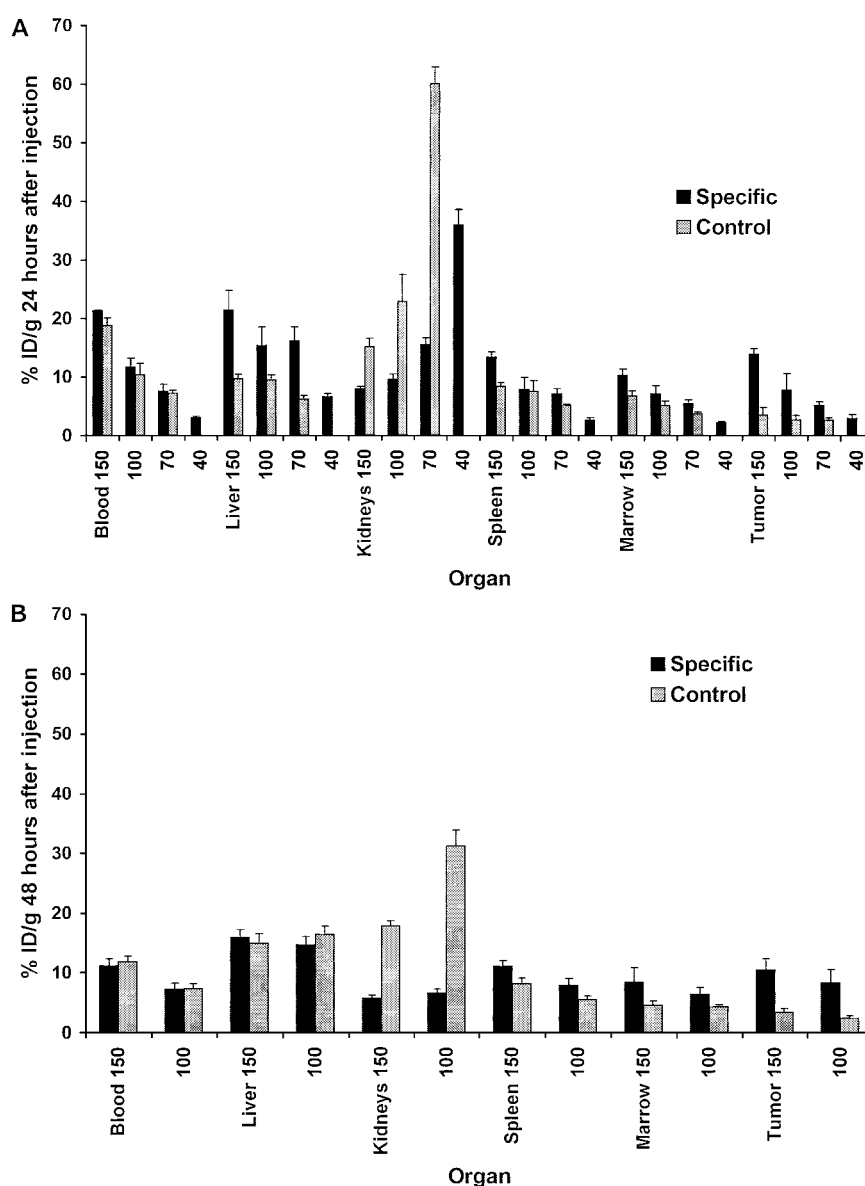 A
% ID/g 24 hours after injection
70
60
50
40
30
20
10
0
Specific
Control
Blood 150
100
70
40
Liver 150
100
70
40
Kidneys 150
100
70
40
Spleen 150
100
70
40
Marrow 150
100
70
40
Tumor 150
100
70
40
Organ
B
% ID/g 48 hours after injection
70
60
50
40
30
20
10
0
Specific
Control
Blood 150
100
Liver 150
100
Kidneys 150
100
Spleen 150
100
Marrow 150
100
Tumor 150
100
Organ